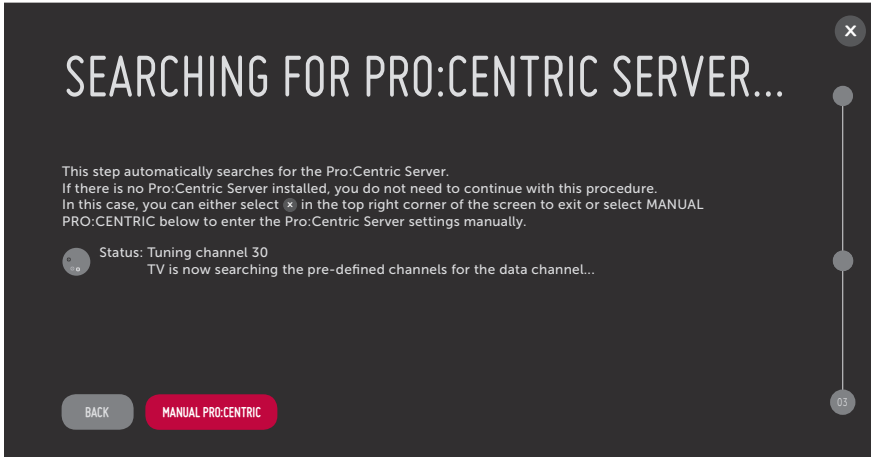 X
SEARCHING FOR PRO:CENTRIC SERVER...
This step automatically searches for the Pro:Centric Server.
If there is no Pro:Centric Server installed, you do not need to continue with this procedure.
In this case, you can either select x in the top right corner of the screen to exit or select MANUAL
PRO:CENTRIC below to enter the Pro:Centric Server settings manually.
Status: Tuning channel 30
TV is now searching the pre-defined channels for the data channel...
BACK
MANUAL PRO:CENTRIC
03